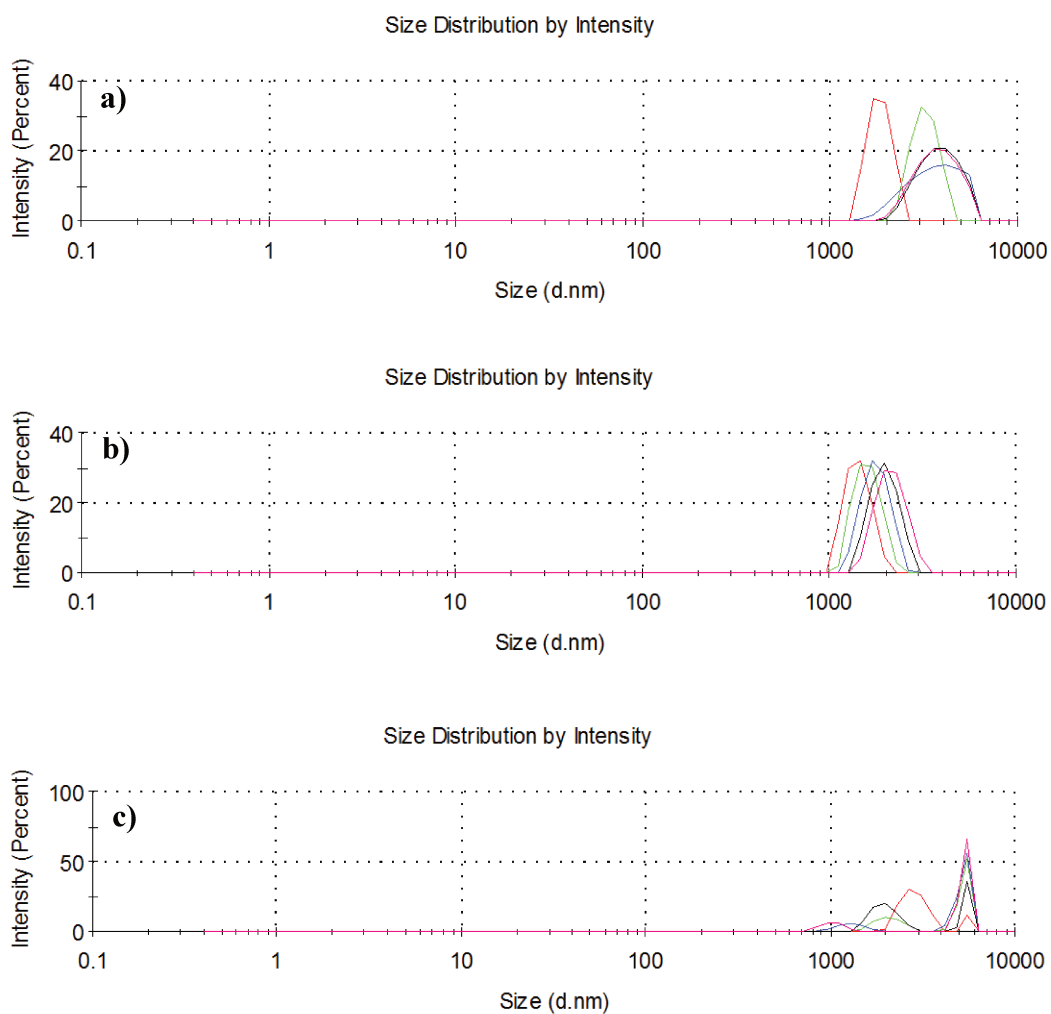 Size Distribution by Intensity
a)
Intensity (Percent)
40
20
0
0.1 1 10 100 1000 10000
Size (d.nm)
Size Distribution by Intensity
b)
Intensity (Percent)
40
20
0
0.1 1 10 100 1000 10000
Size (d.nm)
Size Distribution by Intensity
c)
Intensity (Percent)
100
50
0
0.1 1 10 100 1000 10000
Size (d.nm)